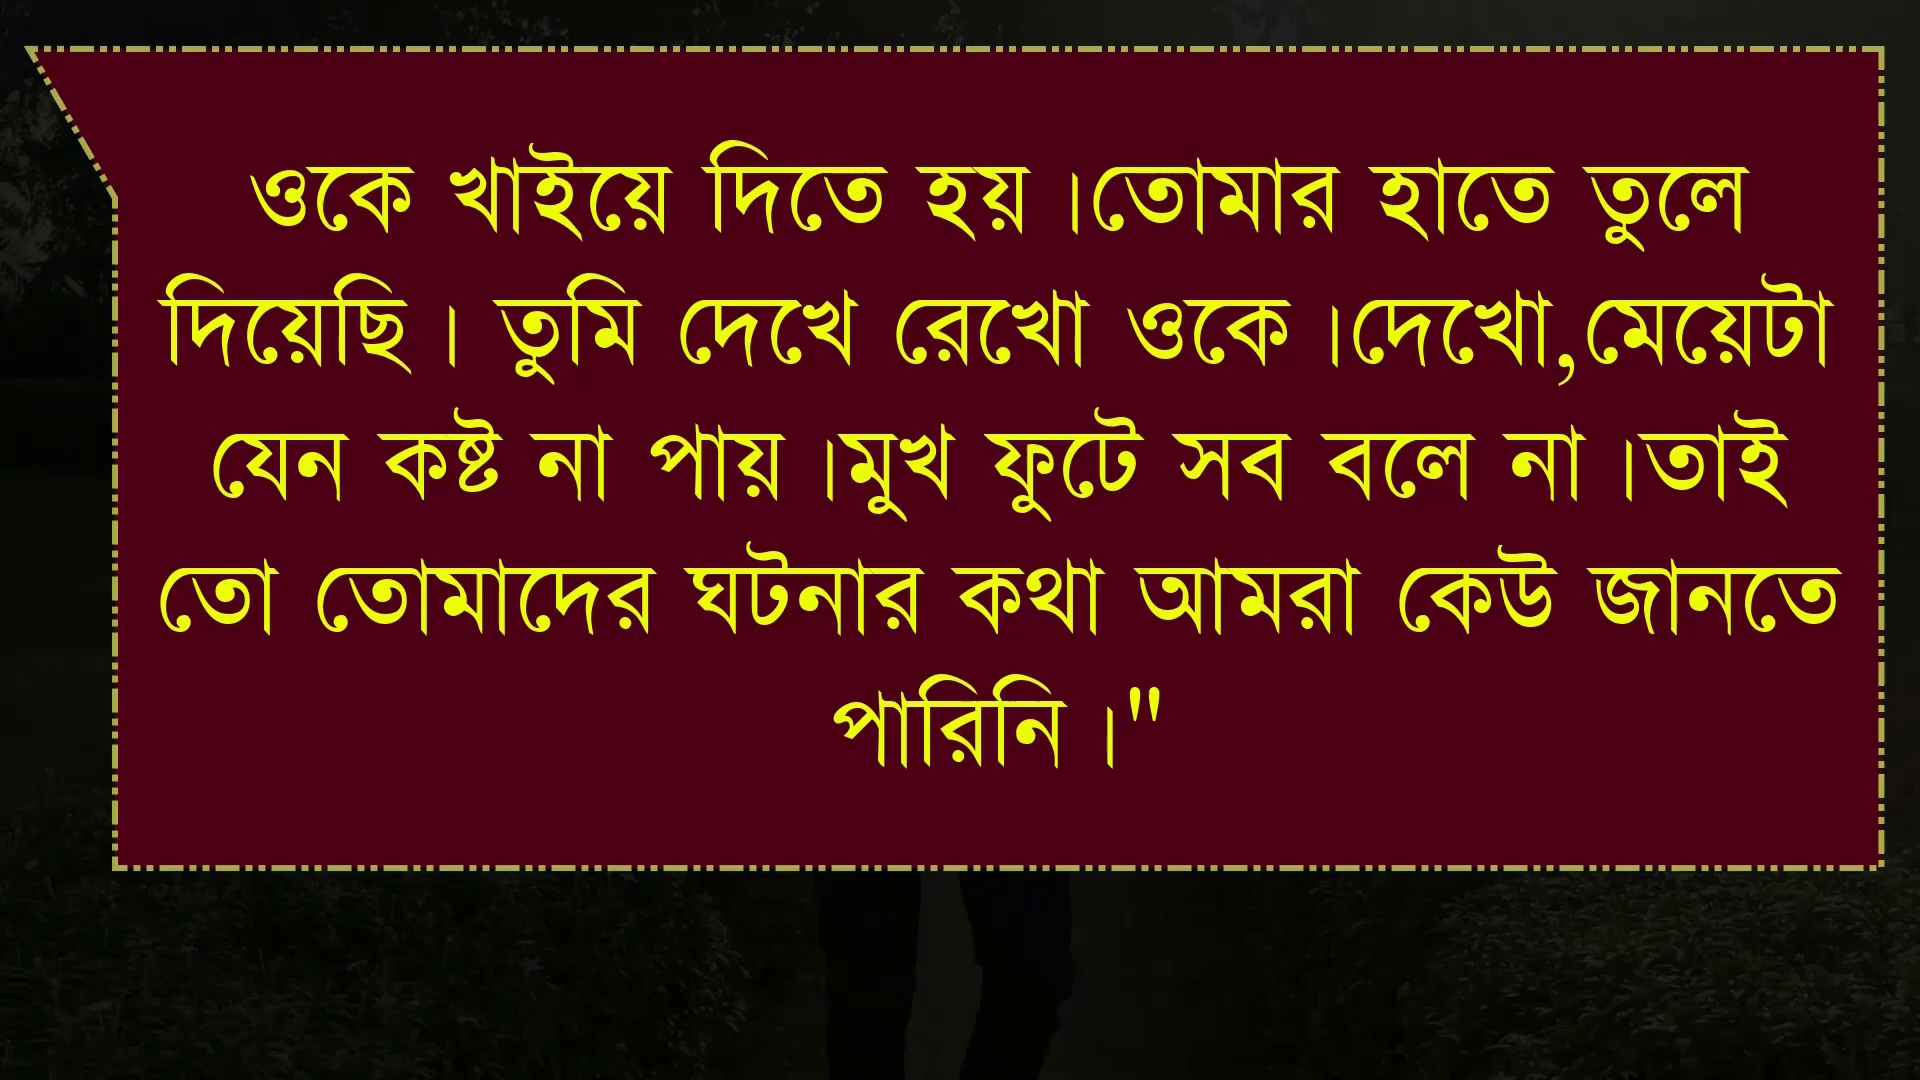 ওকে খাইয়ে দিতে হয় ।তোমার হাতে তুলে
দিয়েছি । তুমি দেখে রেখো ওকে ।দেখো,মেয়েটা
যেন কষ্ট না পায় ।মুখ ফুটে সব বলে না ।তাই
তো তোমাদের ঘটনার কথা আমরা কেউ জানতে
পারিনি ।"